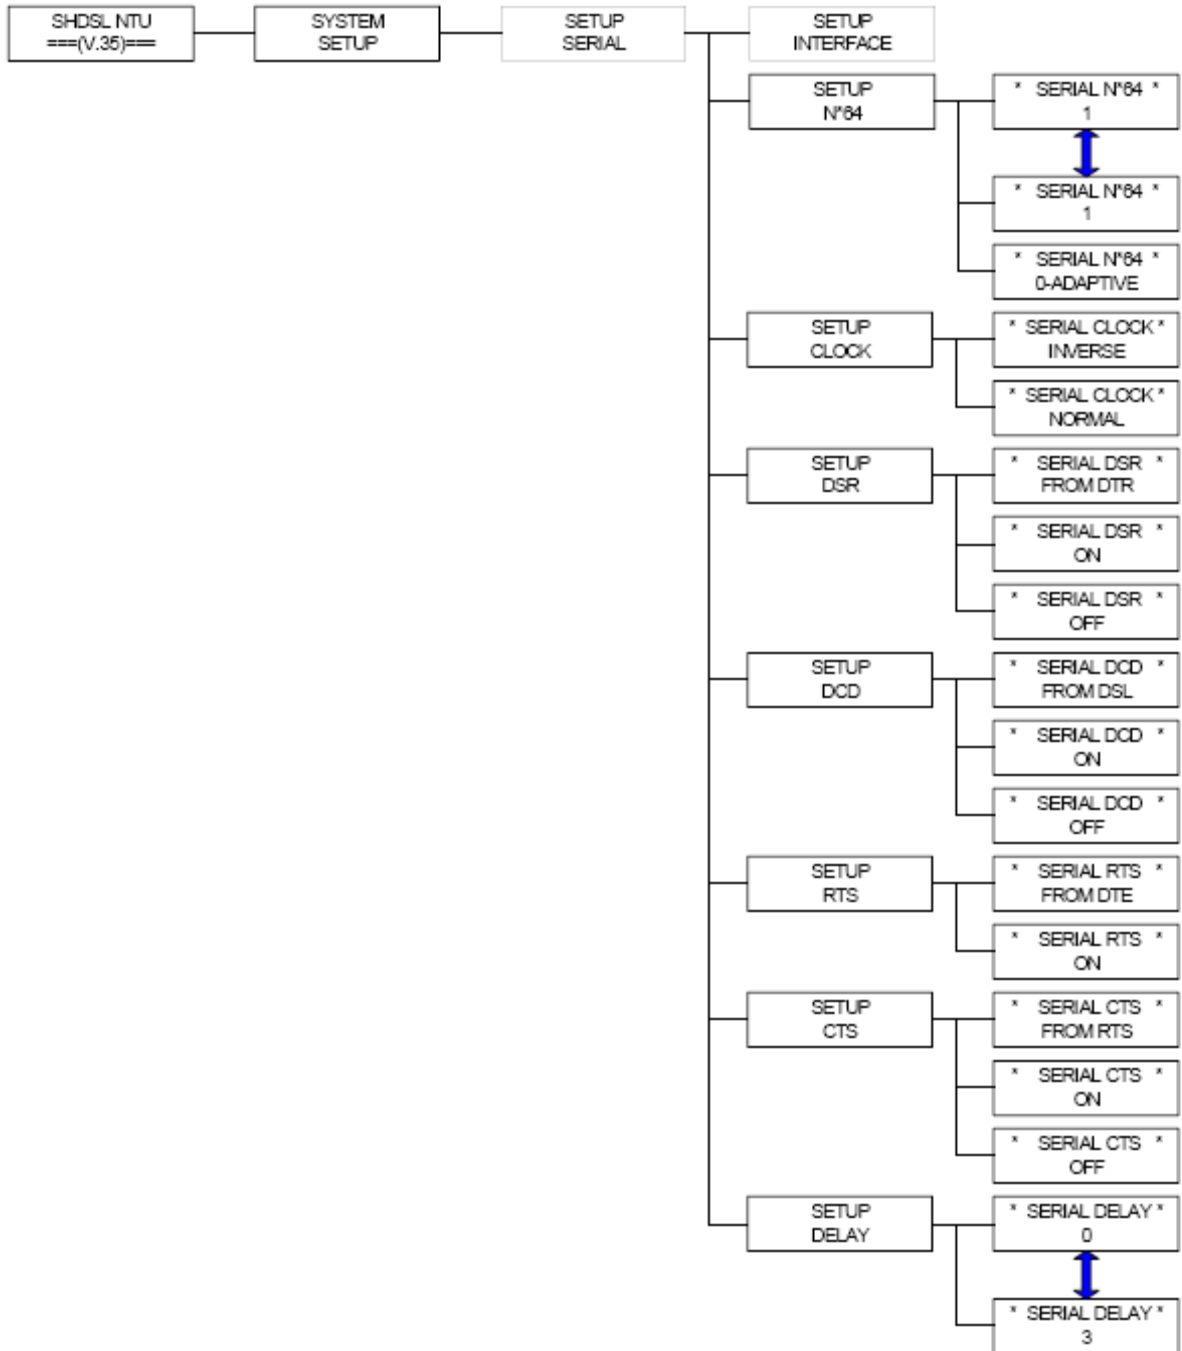 SHDSL NTU
===(V.35)===
SYSTEM
SETUP
SETUP
SERIAL
SETUP
INTERFACE
SETUP
N*64
* SERIAL N*64 *
1
* SERIAL N*64 *
1
* SERIAL N*64 *
0-ADAPTIVE
SETUP
CLOCK
* SERIAL CLOCK *
INVERSE
* SERIAL CLOCK *
NORMAL
SETUP
DSR
* SERIAL DSR *
FROM DTR
* SERIAL DSR *
ON
* SERIAL DSR *
OFF
SETUP
DCD
* SERIAL DCD *
FROM DSL
* SERIAL DCD *
ON
* SERIAL DCD *
OFF
SETUP
RTS
* SERIAL RTS *
FROM DTE
* SERIAL RTS *
ON
SETUP
CTS
* SERIAL CTS *
FROM RTS
* SERIAL CTS *
ON
* SERIAL CTS *
OFF
SETUP
DELAY
* SERIAL DELAY *
0
* SERIAL DELAY *
3